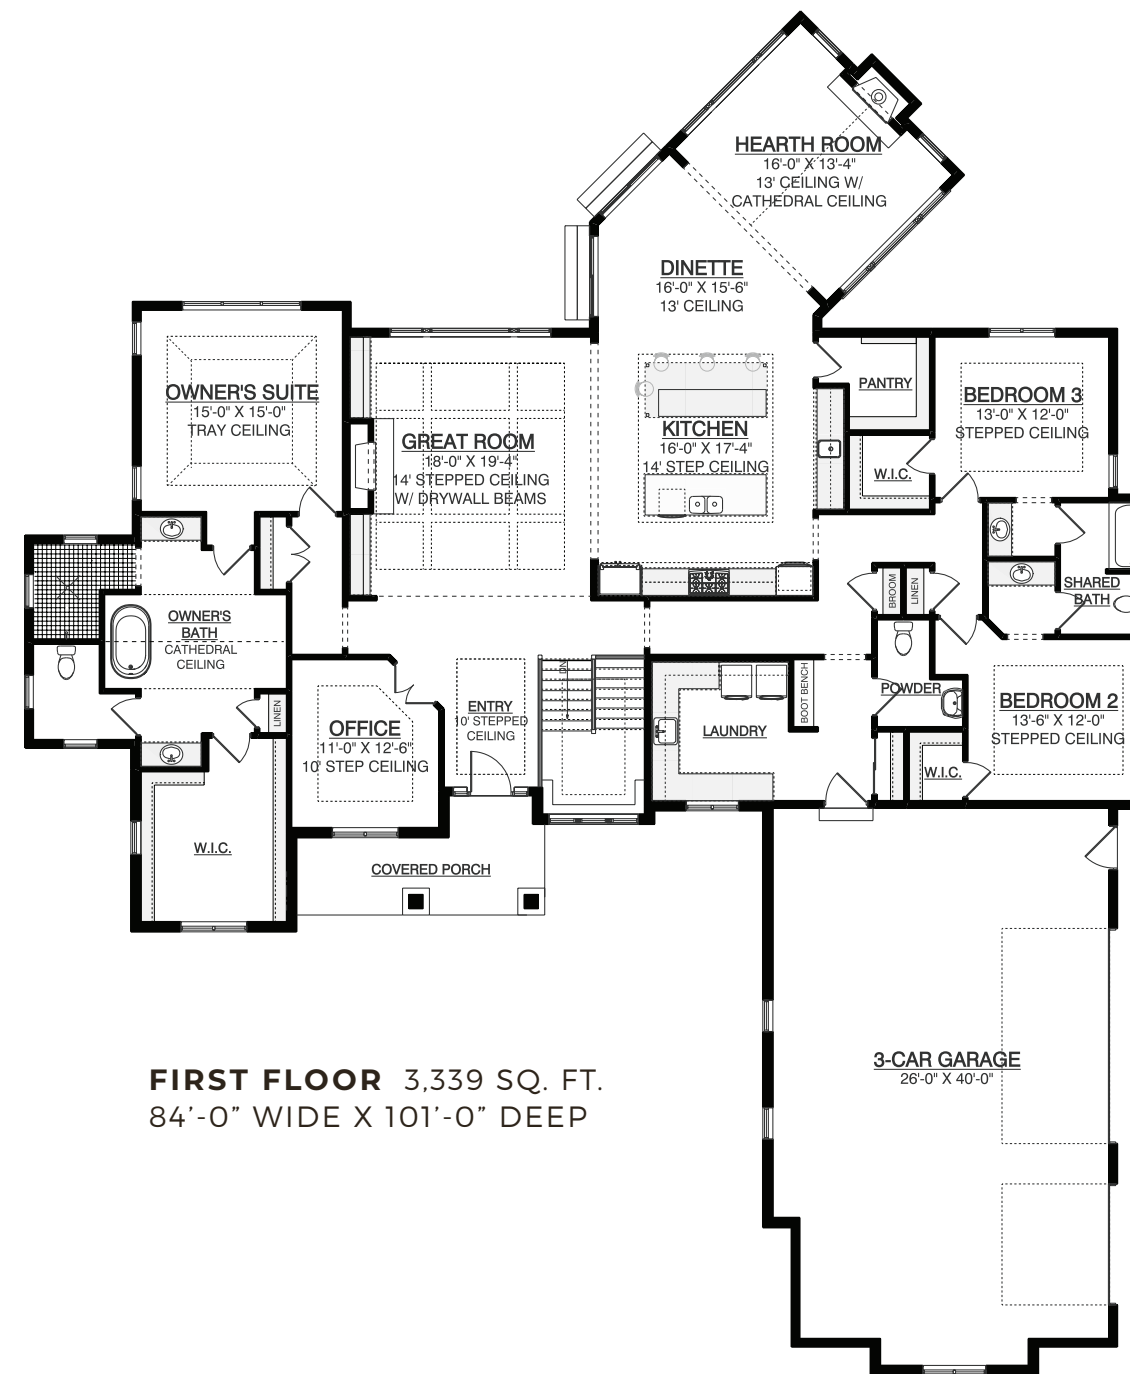 HEARTH ROOM
16'-0" X 13'-4"
13' CEILING W/
CATHEDRAL CEILING
DINETTE
16'-0" X 15'-6"
13' CEILING
OWNER'S SUITE
15'-0" X 15'-0"
TRAY CEILING
GREAT ROOM
18'-0" X 19'-4"
14' STEPPED CEILING
W/ DRYWALL BEAMS
KITCHEN
16'-0" X 17'-4"
14' STEP CEILING
PANTRY
W.I.C.
BEDROOM 3
13'-0" X 12'-0"
STEPPED CEILING
BROOM
LINEN
SHARED
BATH
OWNER'S
BATH
CATHEDRAL
CEILING
LINEN
OFFICE
11'-0" X 12'-6"
10' STEP CEILING
ENTRY
10' STEPPED
CEILING
DN
LAUNDRY
BOOT BENCH
POWDER
W.I.C.
BEDROOM 2
13'-6" X 12'-0"
STEPPED CEILING
W.I.C.
COVERED PORCH
3-CAR GARAGE
26'-0" X 40'-0"
FIRST FLOOR 3,339 SQ. FT.
84’-0” WIDE X 101’-0” DEEP